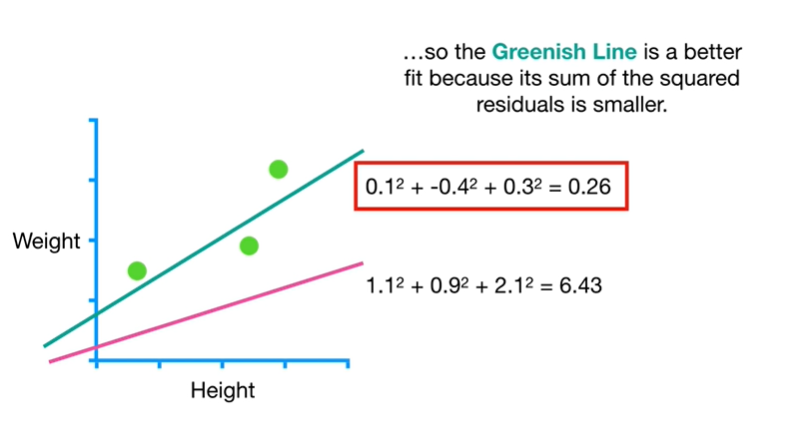 ...so the Greenish Line is a better
fit because its sum of the squared
residuals is smaller.
0.1² + -0.4² + 0.3² = 0.26
Weight
1.1² + 0.9² + 2.1² = 6.43
Height